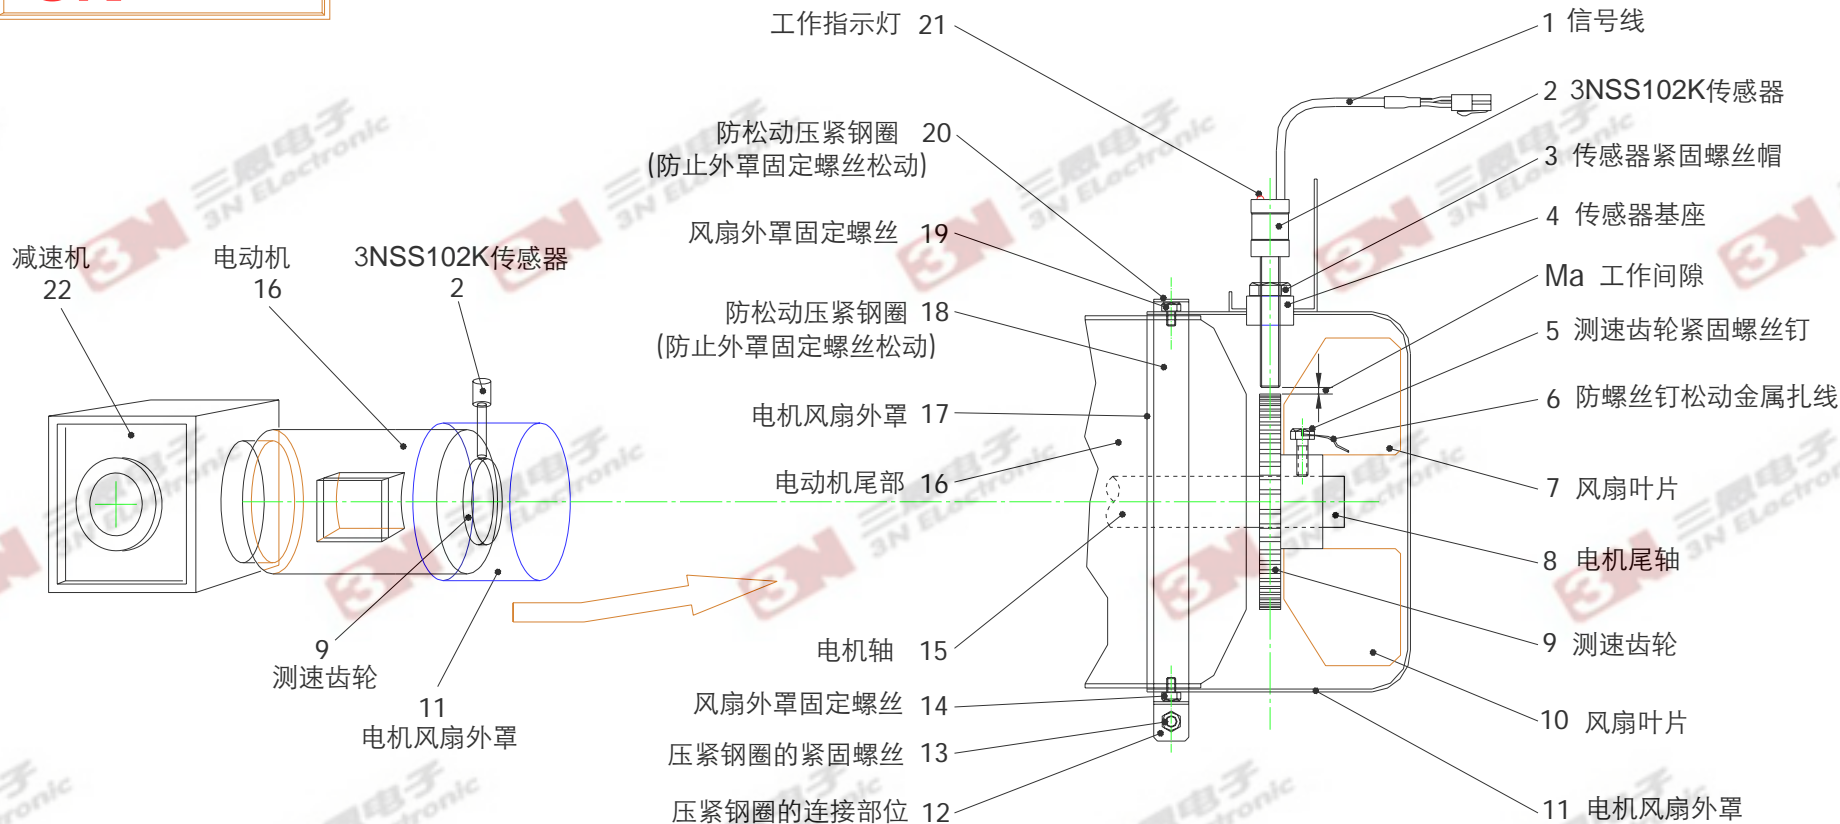 3N
工作指示灯 21
1 信号线
2 3NSS102K传感器
防松动压紧钢圈 20
(防止外罩固定螺丝松动)
3 传感器紧固螺丝帽
风扇外罩固定螺丝 19
4 传感器基座
减速机
22
电动机
16
3NSS102K传感器
2
Ma 工作间隙
防松动压紧钢圈 18
(防止外罩固定螺丝松动)
5 测速齿轮紧固螺丝钉
电机风扇外罩 17
6 防螺丝钉松动金属扎线
电动机尾部 16
7 风扇叶片
8 电机尾轴
9
测速齿轮
电机轴 15
9 测速齿轮
11
电机风扇外罩
风扇外罩固定螺丝 14
10 风扇叶片
压紧钢圈的紧固螺丝 13
压紧钢圈的连接部位 12
11 电机风扇外罩
3N 三恩电子
3N ELectronic